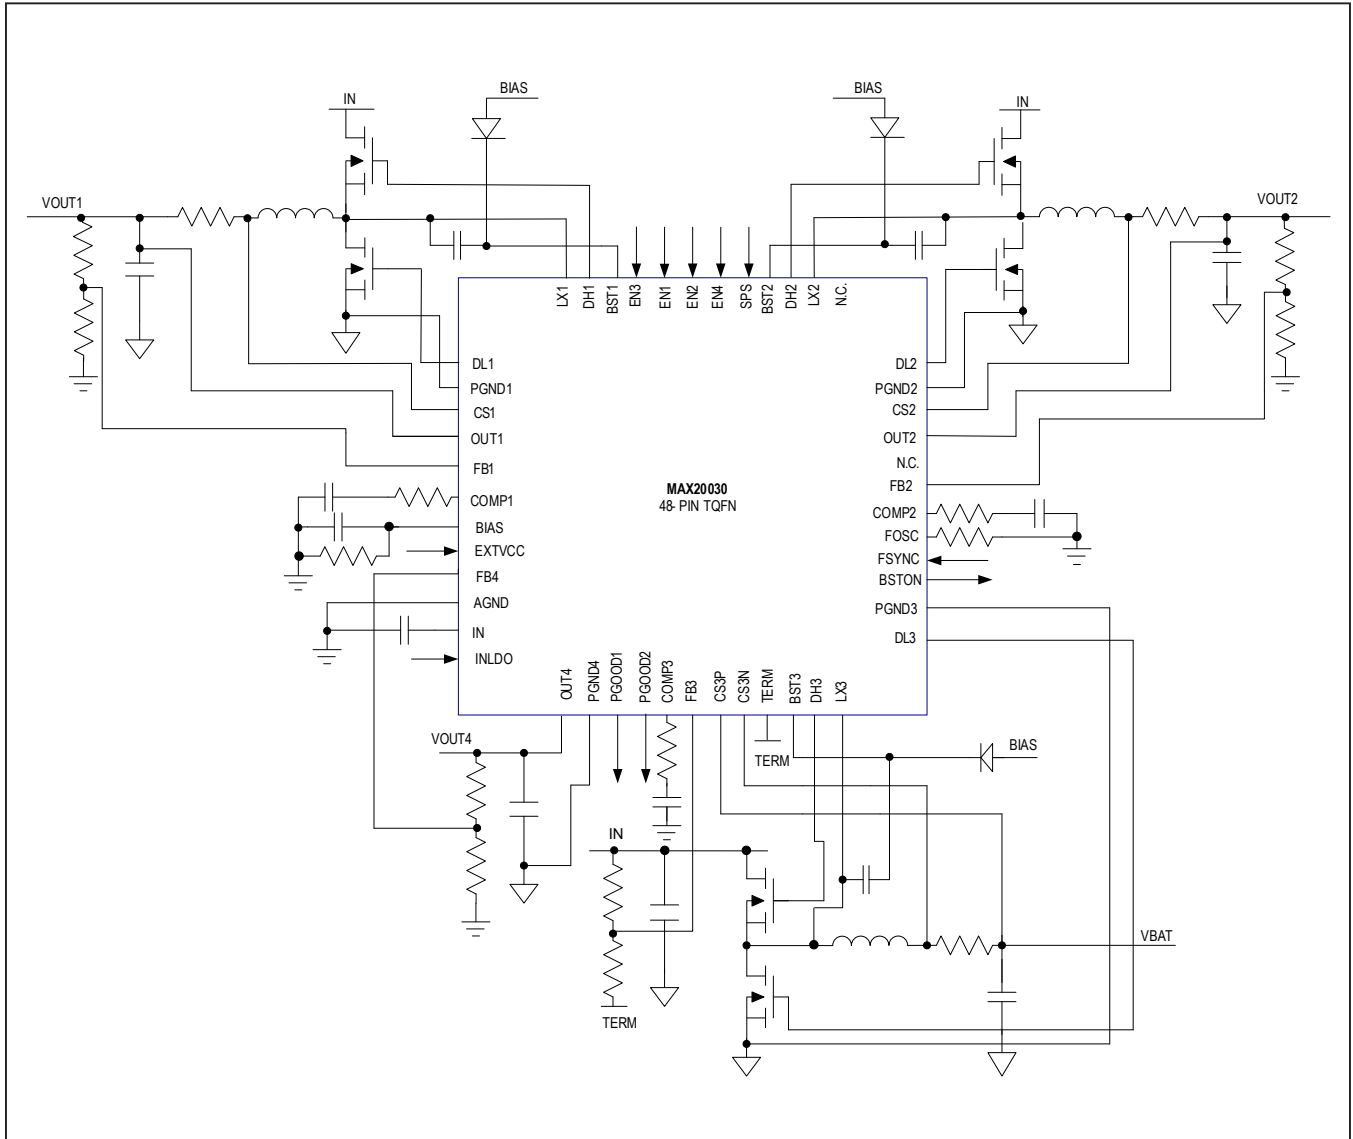 BIAS
BIAS
IN
IN
VOUT1
VOUT2
LX1
DH1
BST1
EN3
EN1
EN2
EN4
SPS
BST2
DH2
LX2
N.C.
DL1
PGND1
CS1
OUT1
FB1
COMP1
BIAS
EXTVCC
FB4
AGND
IN
INLDO
MAX20030
48- PIN TQFN
DL2
PGND2
CS2
OUT2
N.C.
FB2
COMP2
FOSC
FSYNC
BSTON
PGND3
DL3
OUT4
PGND4
PGOOD1
PGOOD2
COMP3
FB3
CS3P
CS3N
TERM
BST3
DH3
LX3
VOUT4
TERM
BIAS
IN
VBAT
TERM